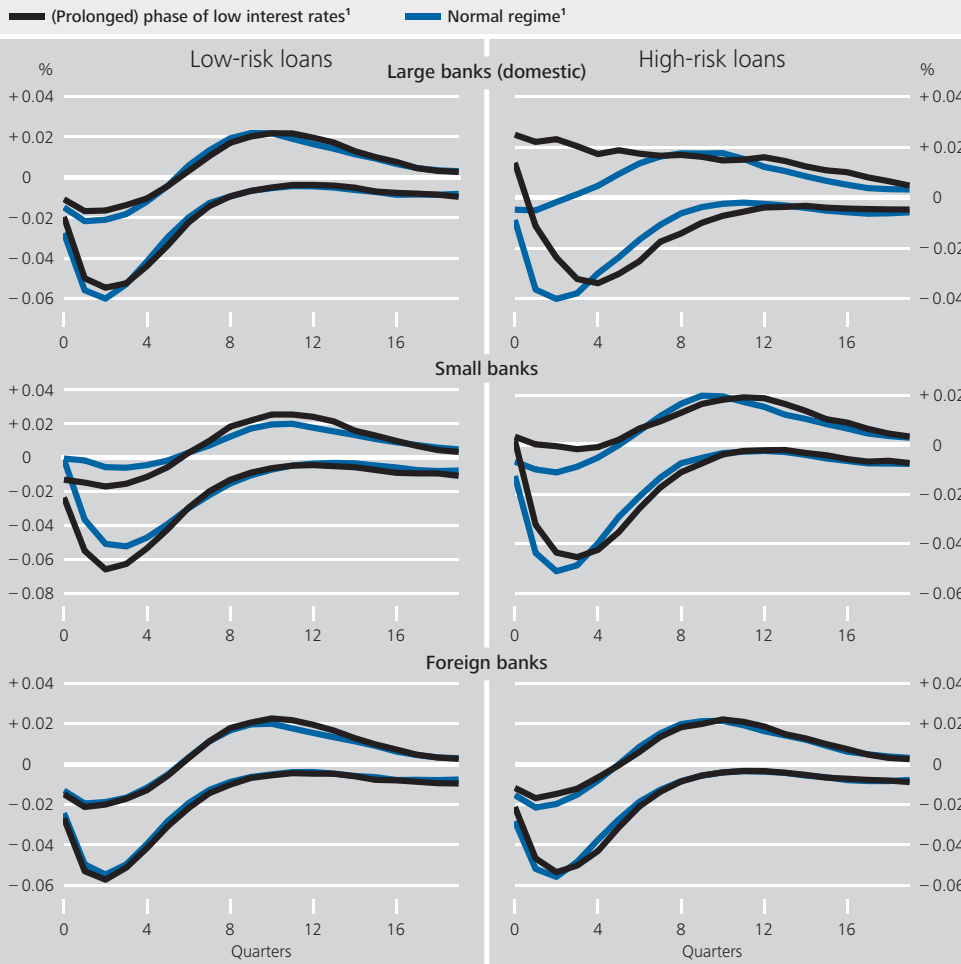 (Prolonged) phase of low interest rates¹ Normal regime¹
Low-risk loans High-risk loans
% Large banks (domestic) %
+ 0.04 + 0.04
+ 0.02 + 0.02
0 0
− 0.02 − 0.02
− 0.04
− 0.06 − 0.04
0 4 8 12 16 0 4 8 12 16
Small banks
+ 0.04 + 0.02
+ 0.02
0 0
− 0.02 − 0.02
− 0.04
− 0.04
− 0.06
− 0.08 − 0.06
0 4 8 12 16 0 4 8 12 16
Foreign banks
+ 0.04 + 0.04
+ 0.02 + 0.02
0 0
− 0.02 − 0.02
− 0.04 − 0.04
− 0.06 − 0.06
0 4 8 12 16 0 4 8 12 16
Quarters Quarters